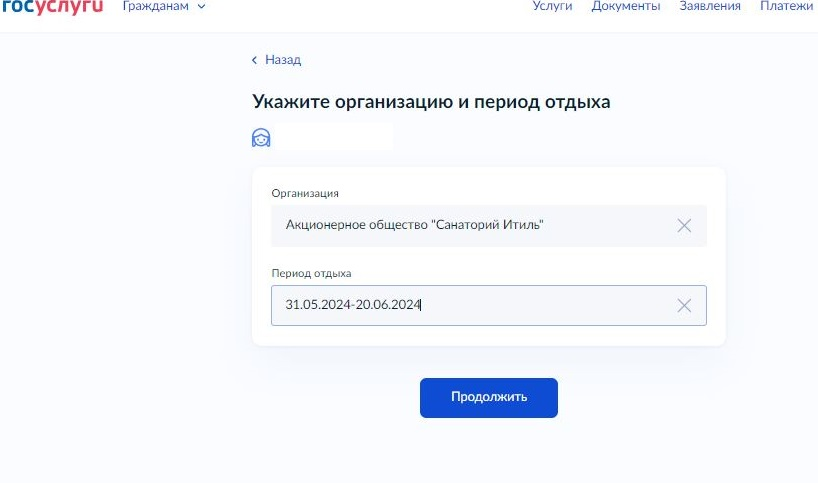 госуслуги Гражданам Услуги Документы Заявления Платежи
Назад
Укажите организацию и период отдыха
Организация
Акционерное общество "Санаторий Итиль"
Период отдыха
31.05.2024-20.06.2024
Продолжить